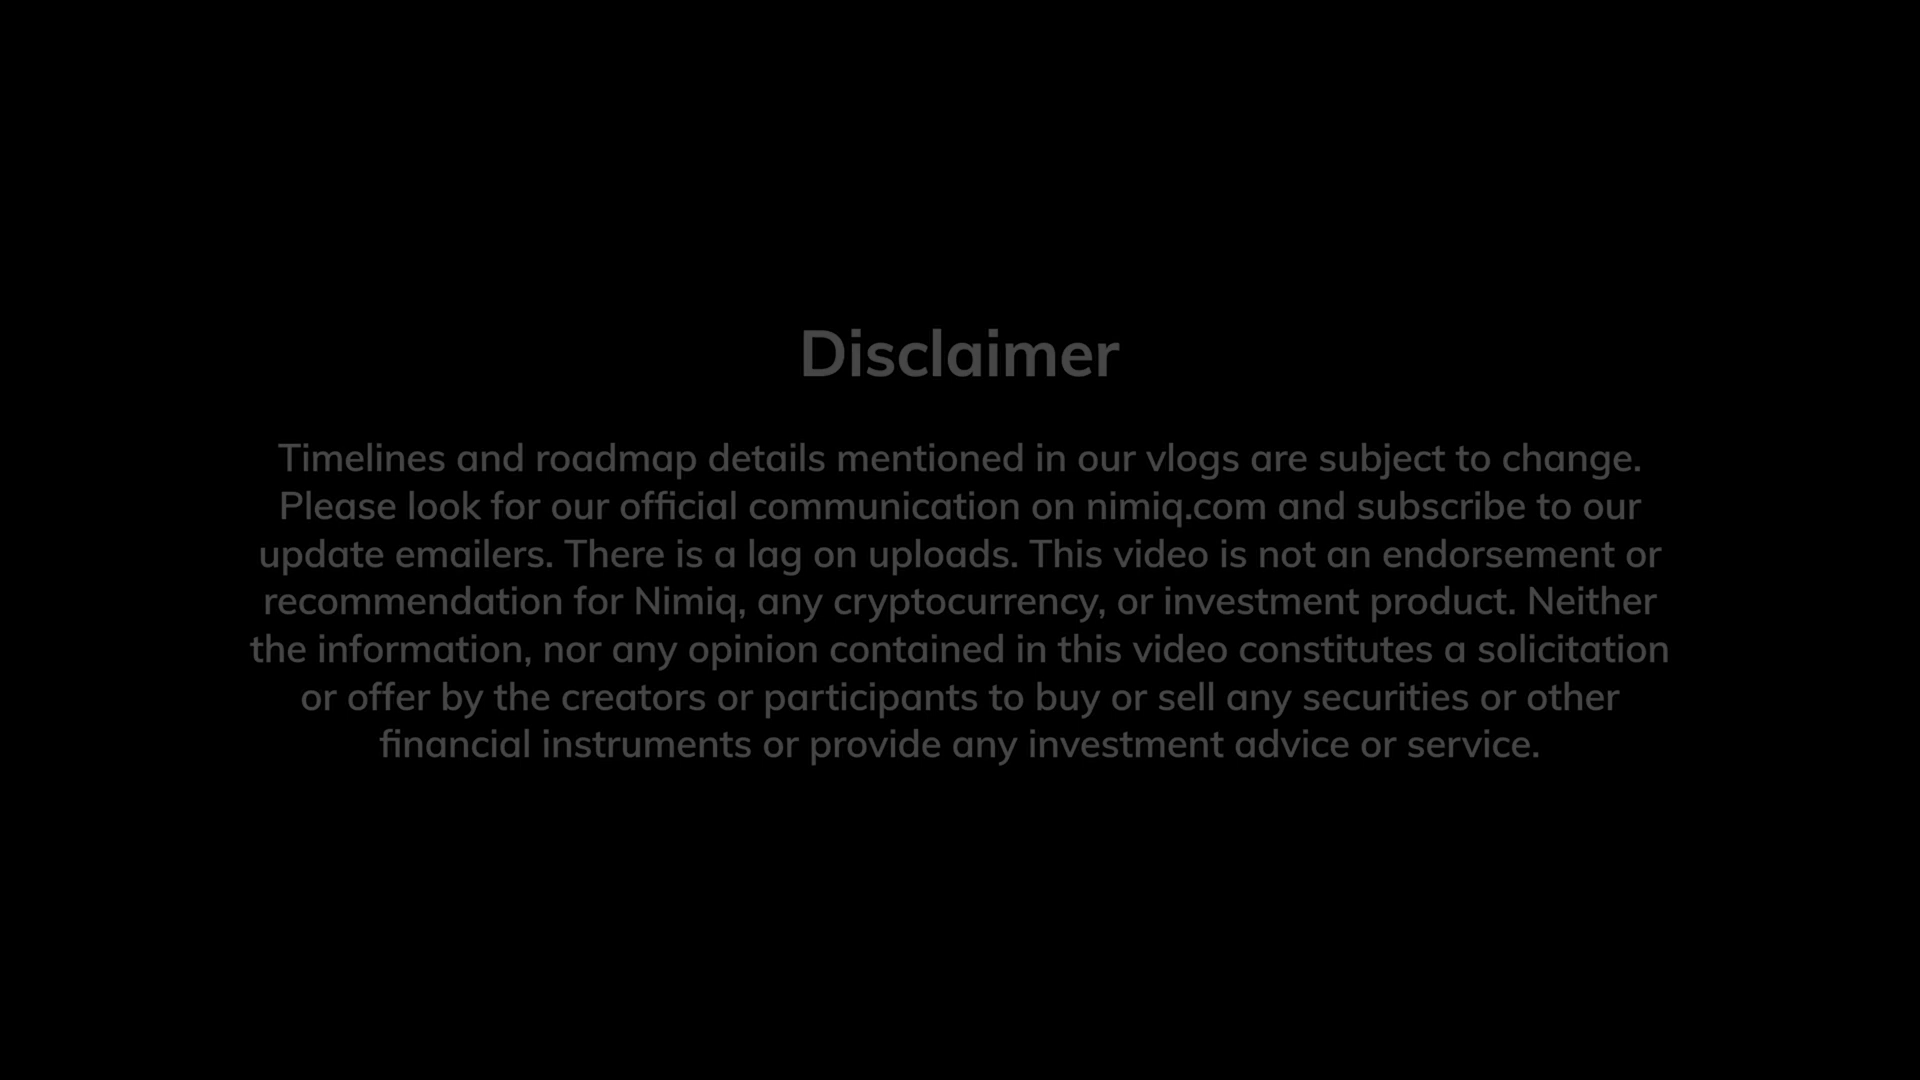 Disclaimer
Timelines and roadmap details mentioned in our vlogs are subject to change.
Please look for our official communication on nimiq.com and subscribe to our
update emailers. There is a lag on uploads. This video is not an endorsement or
recommendation for Nimiq, any cryptocurrency, or investment product. Neither
the information, nor any opinion contained in this video constitutes a solicitation
or offer by the creators or participants to buy or sell any securities or other
financial instruments or provide any investment advice or service.